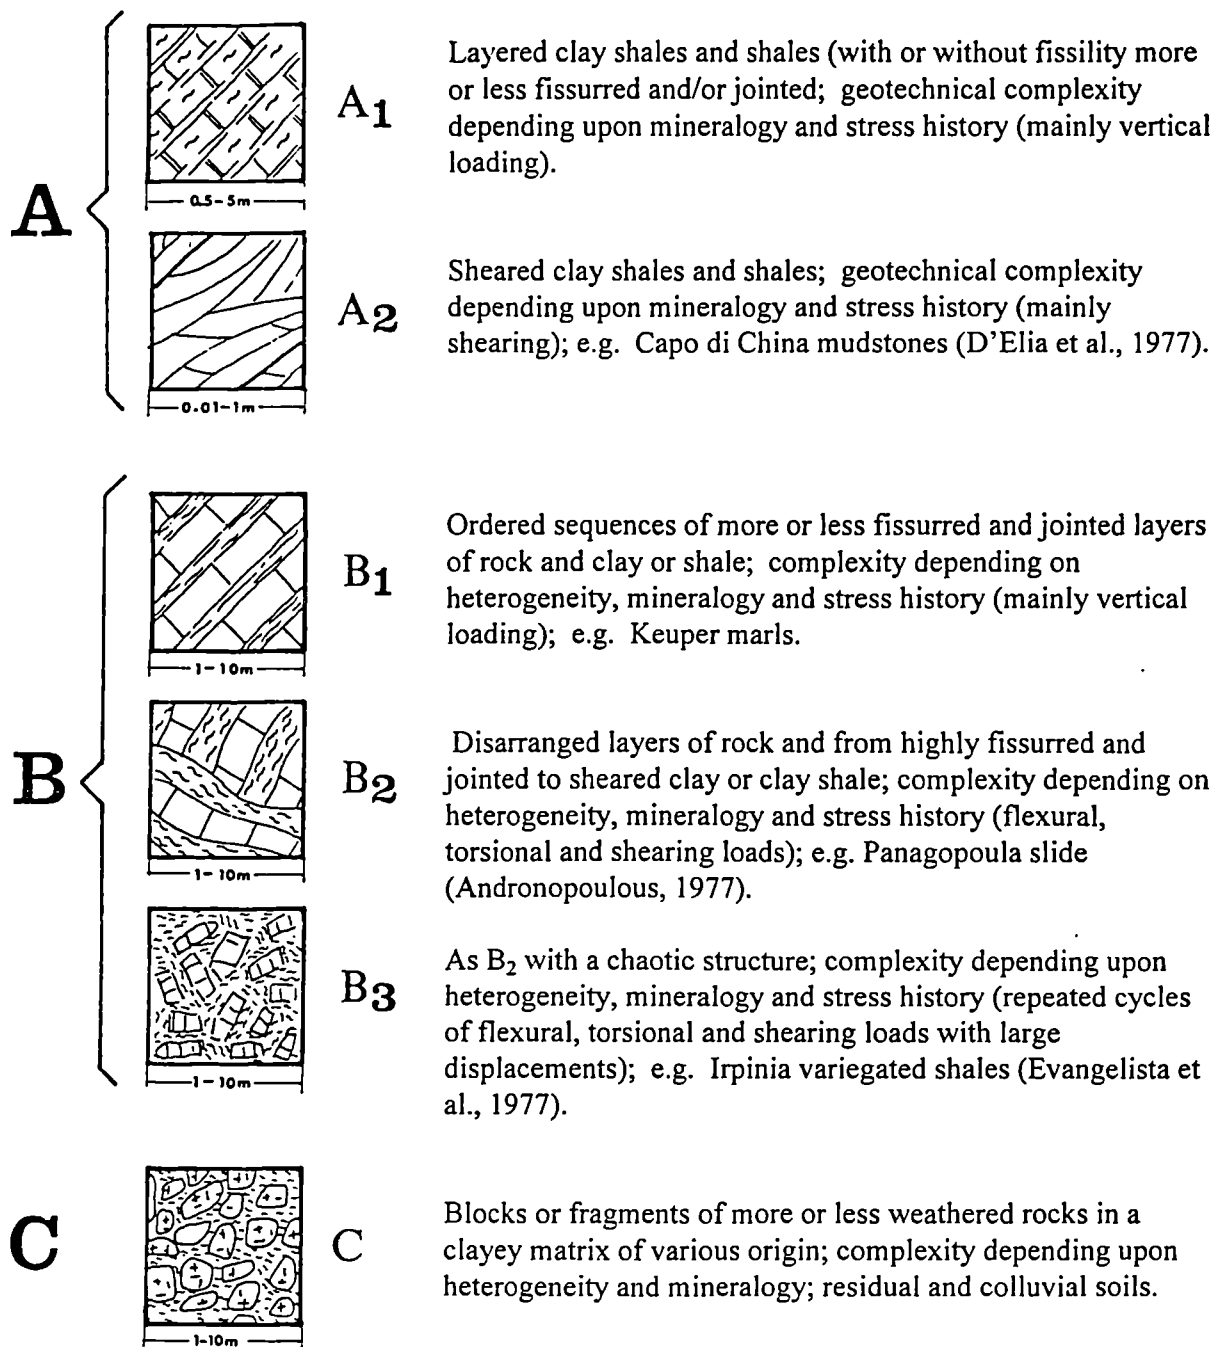 A
A1
Layered clay shales and shales (with or without fissility more
or less fissurred and/or jointed; geotechnical complexity
depending upon mineralogy and stress history (mainly vertical
loading).
0.5-5m
A2
Sheared clay shales and shales; geotechnical complexity
depending upon mineralogy and stress history (mainly
shearing); e.g. Capo di China mudstones (D'Elia et al., 1977).
0.01-1m
B
B1
Ordered sequences of more or less fissurred and jointed layers
of rock and clay or shale; complexity depending on
heterogeneity, mineralogy and stress history (mainly vertical
loading); e.g. Keuper marls.
1-10m
B2
Disarranged layers of rock and from highly fissurred and
jointed to sheared clay or clay shale; complexity depending on
heterogeneity, mineralogy and stress history (flexural,
torsional and shearing loads); e.g. Panagopoula slide
(Andronopoulous, 1977).
1-10m
B3
As B₂ with a chaotic structure; complexity depending upon
heterogeneity, mineralogy and stress history (repeated cycles
of flexural, torsional and shearing loads with large
displacements); e.g. Irpinia variegated shales (Evangelista et
al., 1977).
1-10m
C
C
Blocks or fragments of more or less weathered rocks in a
clayey matrix of various origin; complexity depending upon
heterogeneity and mineralogy; residual and colluvial soils.
1-10m